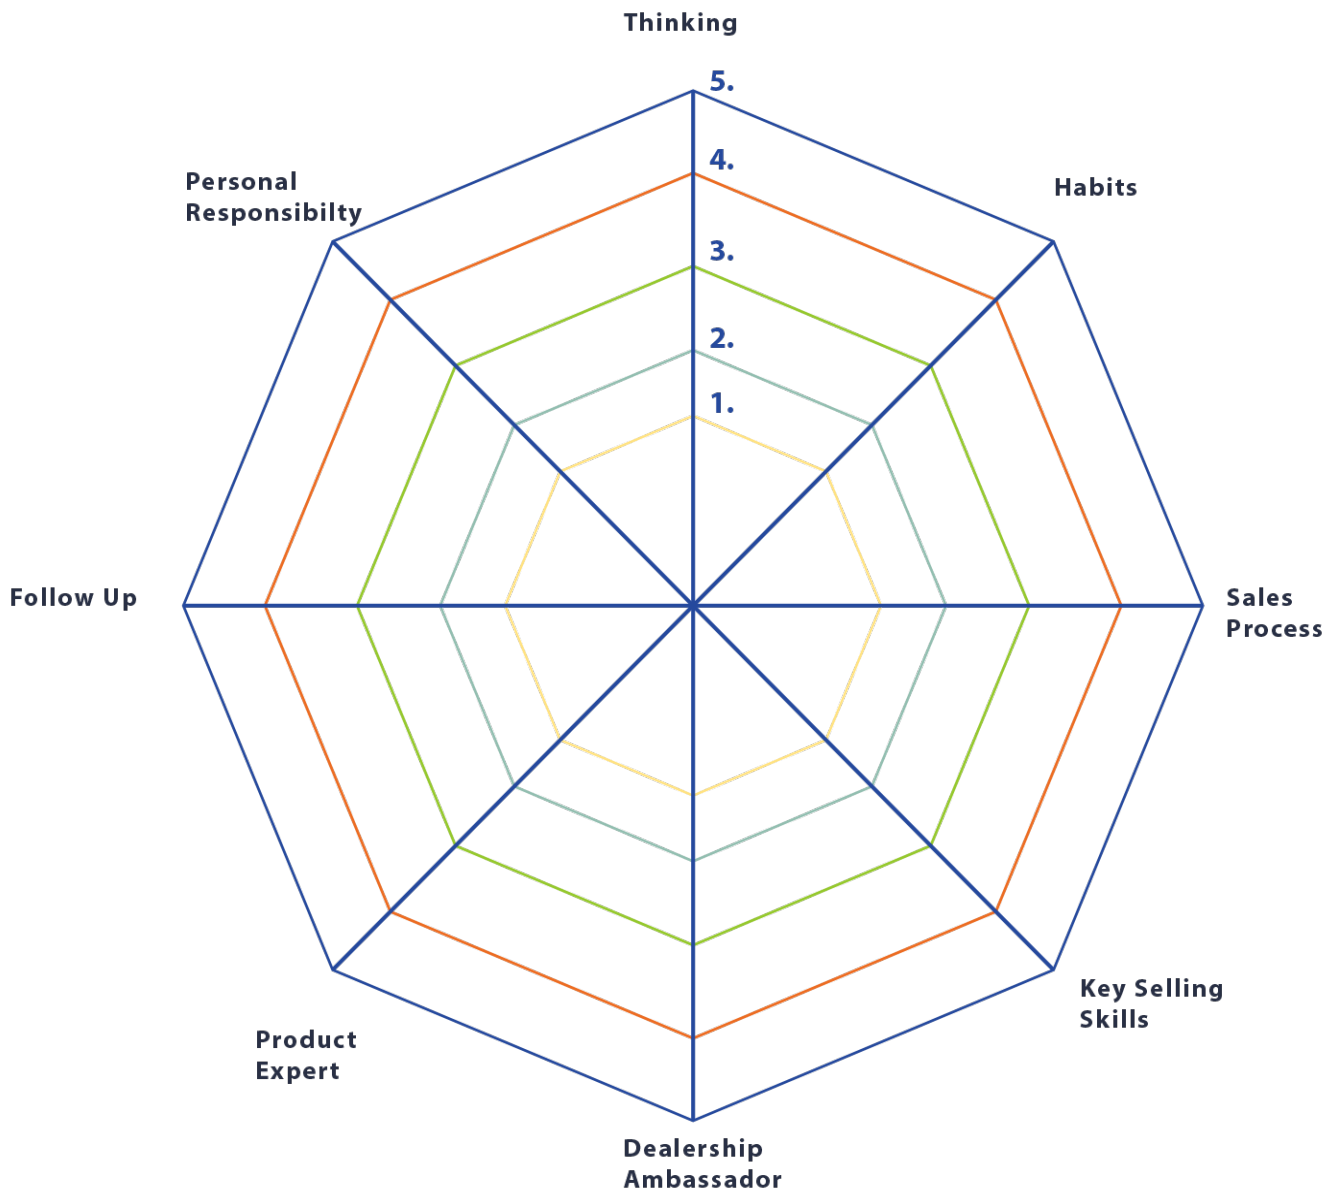 Thinking
5.
4.
3.
2.
1.
Personal
Responsibilty
Habits
Follow Up
Sales
Process
Key Selling
Skills
Product
Expert
Dealership
Ambassador